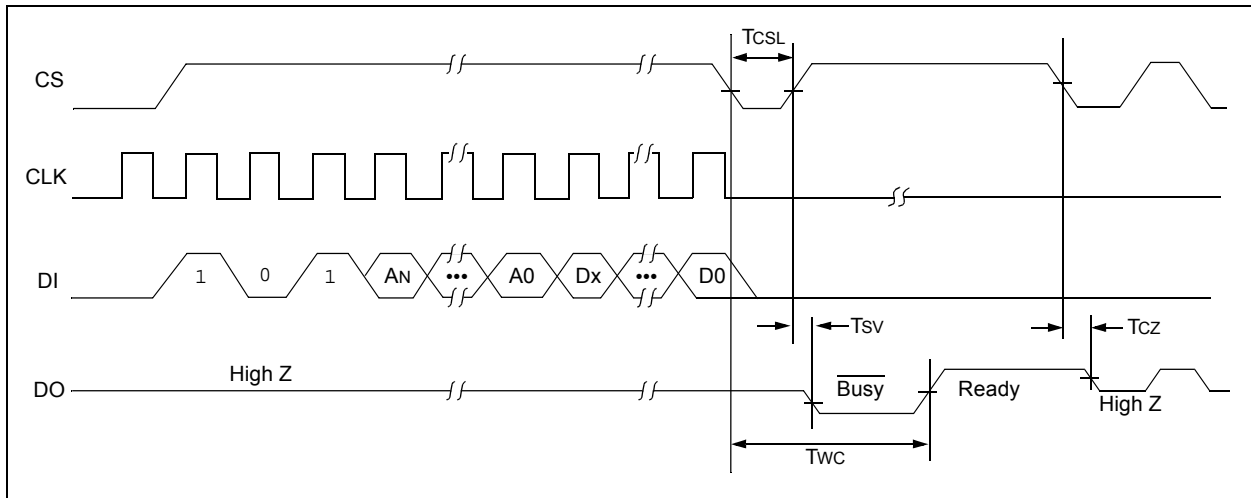 TCSL
CS
CLK
DI
1 0 1 AN ••• A0 Dx ••• D0
TSV
TCZ
DO
High Z
Busy
Ready
High Z
TWC